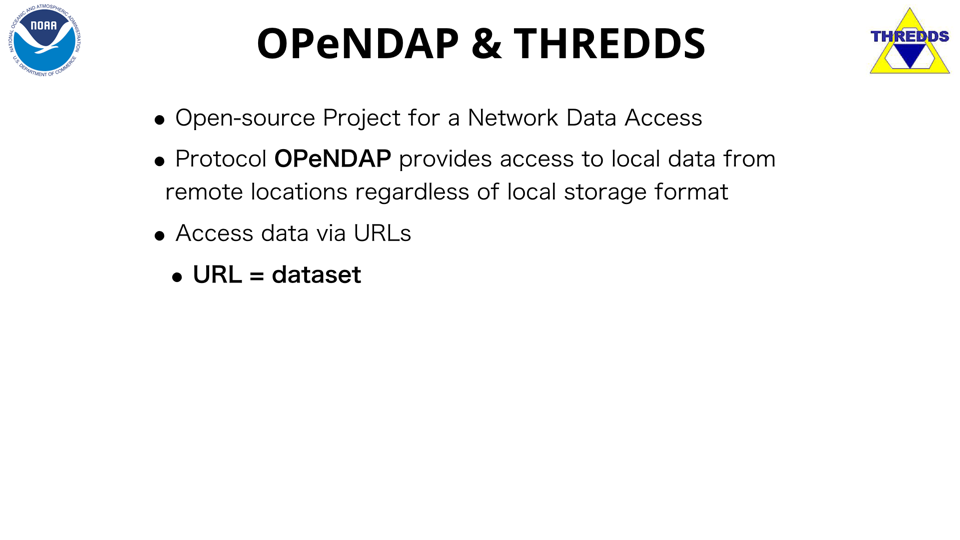 NATIONAL OCEANIC AND ATMOSPHERIC ADMINISTRATION
NOAA
U.S. DEPARTMENT OF COMMERCE
OPeNDAP & THREDDS
THREDDS
• Open-source Project for a Network Data Access
• Protocol OPeNDAP provides access to local data from
remote locations regardless of local storage format
• Access data via URLs
• URL = dataset